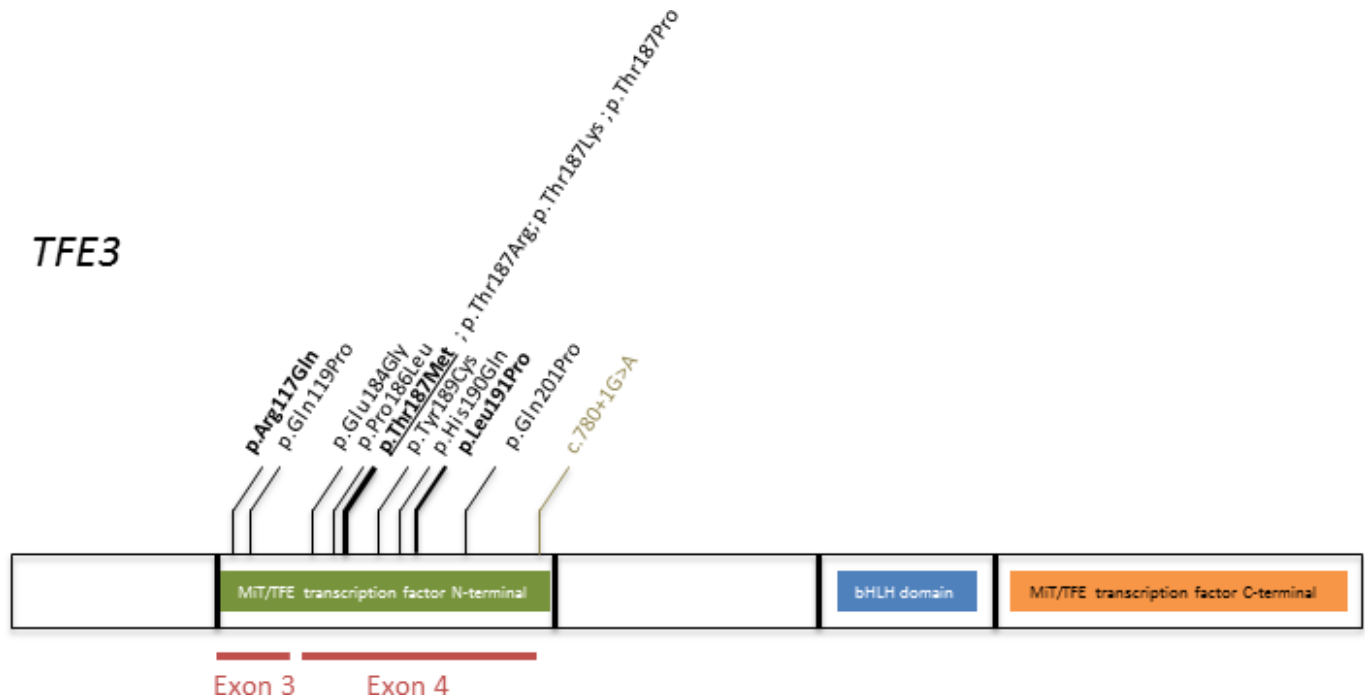 TFE3
p.Arg117Gln
p.Gln119Pro
p.Glu184Gly
p.Pro186Leu
p.Thr187Met ; p.Thr187Arg; p.Thr187Lys ; p.Thr187Pro
p.Tyr189Cys
p.His190Gln
p.Leu191Pro
p.Gln201Pro
c.780+1G>A
MiT/TFE transcription factor N-terminal
bHLH domain
MiT/TFE transcription factor C-terminal
Exon 3
Exon 4